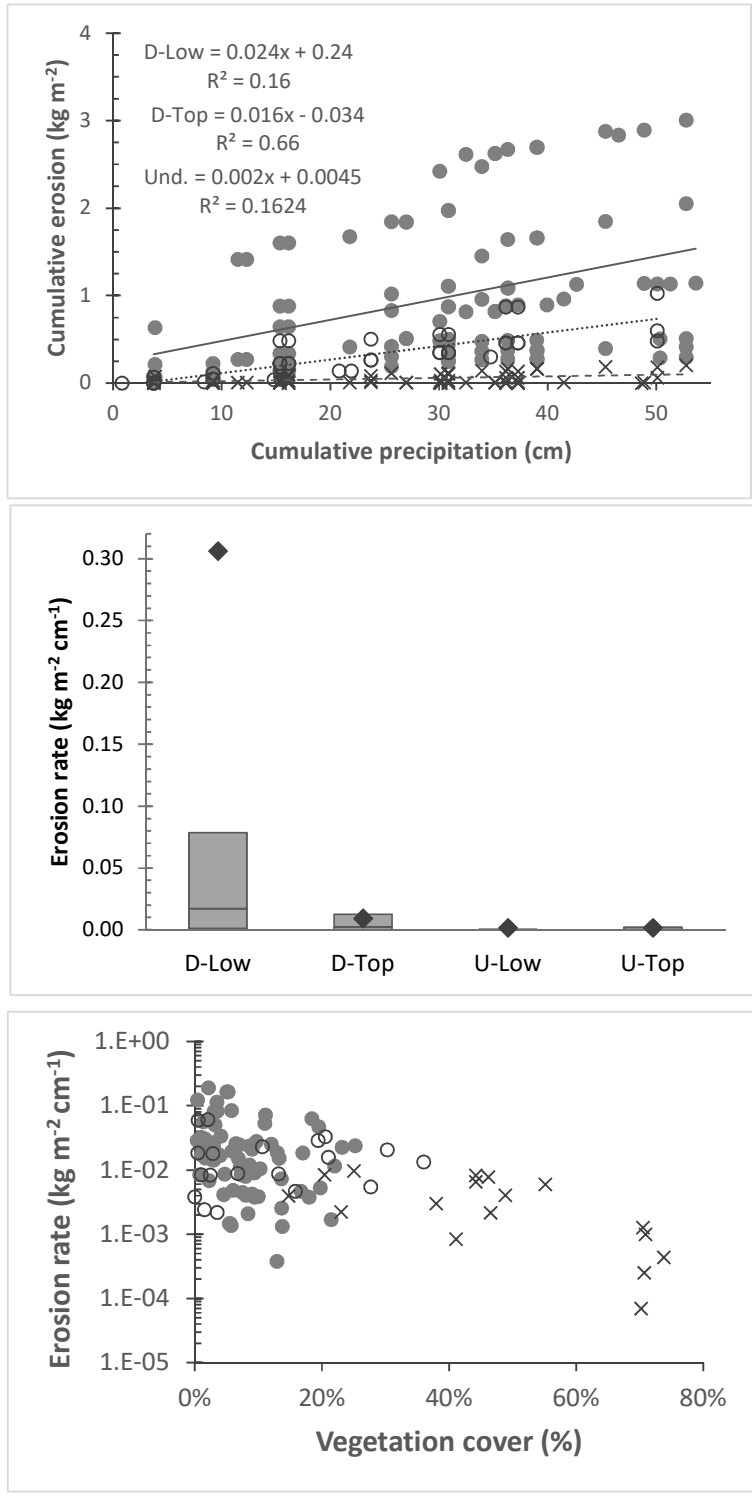 4
3
2
1
0
Cumulative erosion (kg m⁻²)
D-Low = 0.024x + 0.24
R² = 0.16
D-Top = 0.016x - 0.034
R² = 0.66
Und. = 0.002x + 0.0045
R² = 0.1624
0 10 20 30 40 50
Cumulative precipitation (cm)
0.30
0.25
0.20
0.15
0.10
0.05
0.00
Erosion rate (kg m⁻² cm⁻¹)
D-Low D-Top U-Low U-Top
1.E+00
1.E-01
1.E-02
1.E-03
1.E-04
1.E-05
Erosion rate (kg m⁻² cm⁻¹)
0% 20% 40% 60% 80%
Vegetation cover (%)